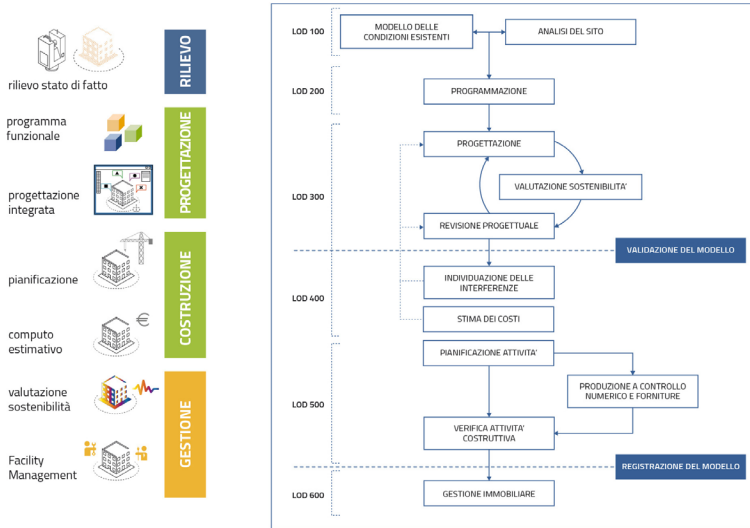 rilievo stato di fatto
RILIEVO
programma
funzionale
progettazione
integrata
PROGETTAZIONE
pianificazione
computo
estimativo
COSTRUZIONE
valutazione
sostenibilità
Facility
Management
GESTIONE
LOD 100
MODELLO DELLE
CONDIZIONI ESISTENTI
ANALISI DEL SITO
LOD 200
PROGRAMMAZIONE
LOD 300
PROGETTAZIONE
VALUTAZIONE SOSTENIBILITA'
REVISIONE PROGETTUALE
VALIDAZIONE DEL MODELLO
LOD 400
INDIVIDUAZIONE DELLE
INTERFERENZE
STIMA DEI COSTI
LOD 500
PIANIFICAZIONE ATTIVITA'
PRODUZIONE A CONTROLLO
NUMERICO E FORNITURE
VERIFICA ATTIVITA'
COSTRUTTIVA
REGISTRAZIONE DEL MODELLO
LOD 600
GESTIONE IMMOBILIARE